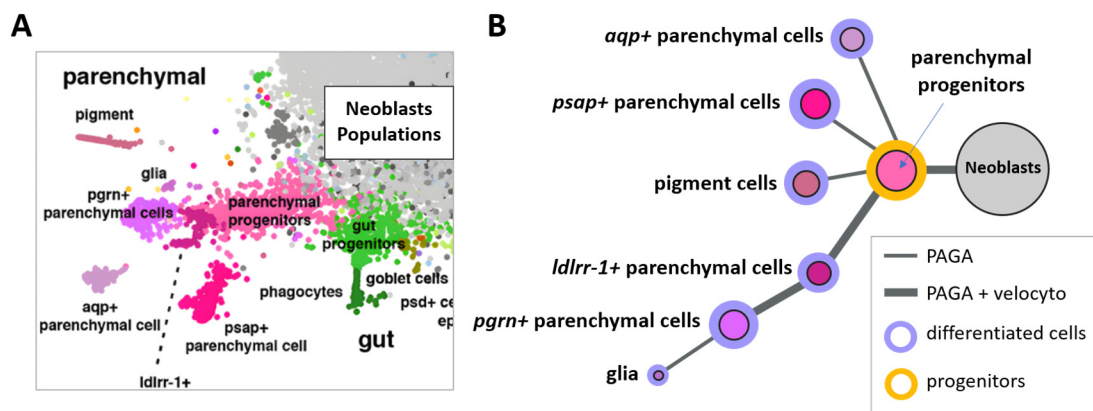 A
parenchymal
pigment
Neoblasts
Populations
glia
pgrn+
parenchymal cells
parenchymal
progenitors
gut
progenitors
goblet cells
phagocytes
psd+ ce
ep
aqp+
parenchymal cell
psap+
parenchymal cell
gut
ldlrr-1+
B
aqp+ parenchymal cells
parenchymal
progenitors
psap+ parenchymal cells
Neoblasts
pigment cells
ldlrr-1+ parenchymal cells
pgrn+ parenchymal cells
glia
PAGA
PAGA + velocyto
differentiated cells
progenitors